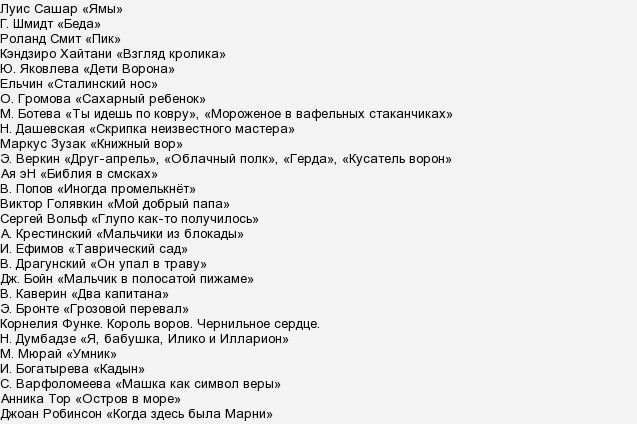 Луис Сашар «Ямы»
Г. Шмидт «Беда»
Роланд Смит «Пик»
Кэндзиро Хайтани «Взгляд кролика»
Ю. Яковлева «Дети Ворона»
Ельчин «Сталинский нос»
О. Громова «Сахарный ребенок»
М. Ботева «Ты идешь по ковру», «Мороженое в вафельных стаканчиках»
Н. Дашевская «Скрипка неизвестного мастера»
Маркус Зузак «Книжный вор»
Э. Веркин «Друг-апрель», «Облачный полк», «Герда», «Кусатель ворон»
Ая эН «Библия в смсках»
В. Попов «Иногда промелькнёт»
Виктор Голявкин «Мой добрый папа»
Сергей Вольф «Глупо как-то получилось»
А. Крестинский «Мальчики из блокады»
И. Ефимов «Таврический сад»
В. Драгунский «Он упал в траву»
Дж. Бойн «Мальчик в полосатой пижаме»
В. Каверин «Два капитана»
Э. Бронте «Грозовой перевал»
Корнелия Функе. Король воров. Чернильное сердце.
Н. Думбадзе «Я, бабушка, Илико и Илларион»
М. Мюрай «Умник»
И. Богатырева «Кадын»
С. Варфоломеева «Машка как символ веры»
Анника Тор «Остров в море»
Джоан Робинсон «Когда здесь была Марни»